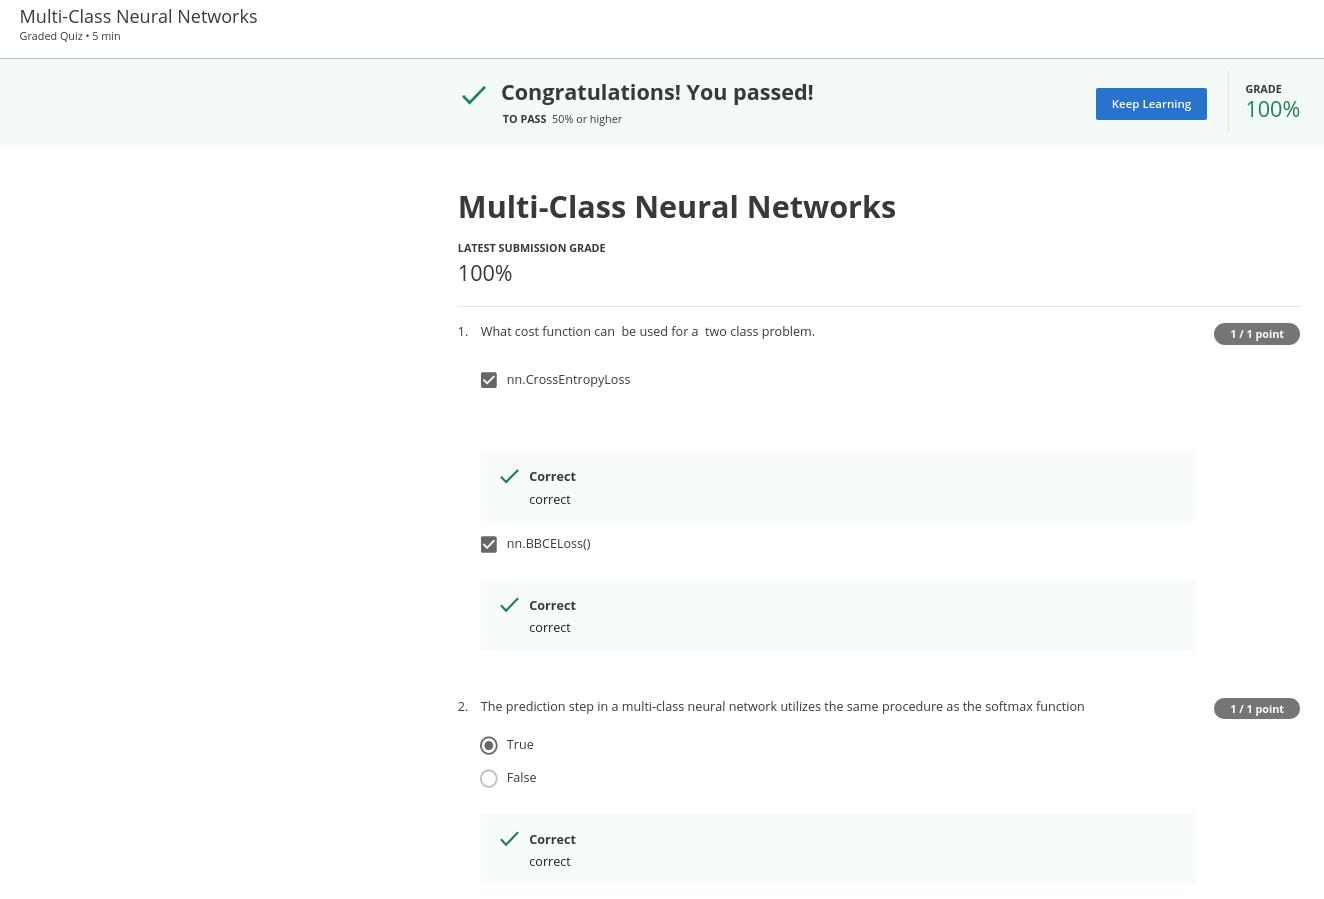 Multi-Class Neural Networks
Graded Quiz • 5 min
Congratulations! You passed!
TO PASS 50% or higher
Keep Learning
GRADE
100%
Multi-Class Neural Networks
LATEST SUBMISSION GRADE
100%
1. What cost function can  be used for a  two class problem.
1 / 1 point
nn.CrossEntropyLoss
Correct
correct
nn.BBCELoss()
Correct
correct
2. The prediction step in a multi-class neural network utilizes the same procedure as the softmax function
1 / 1 point
True
False
Correct
correct